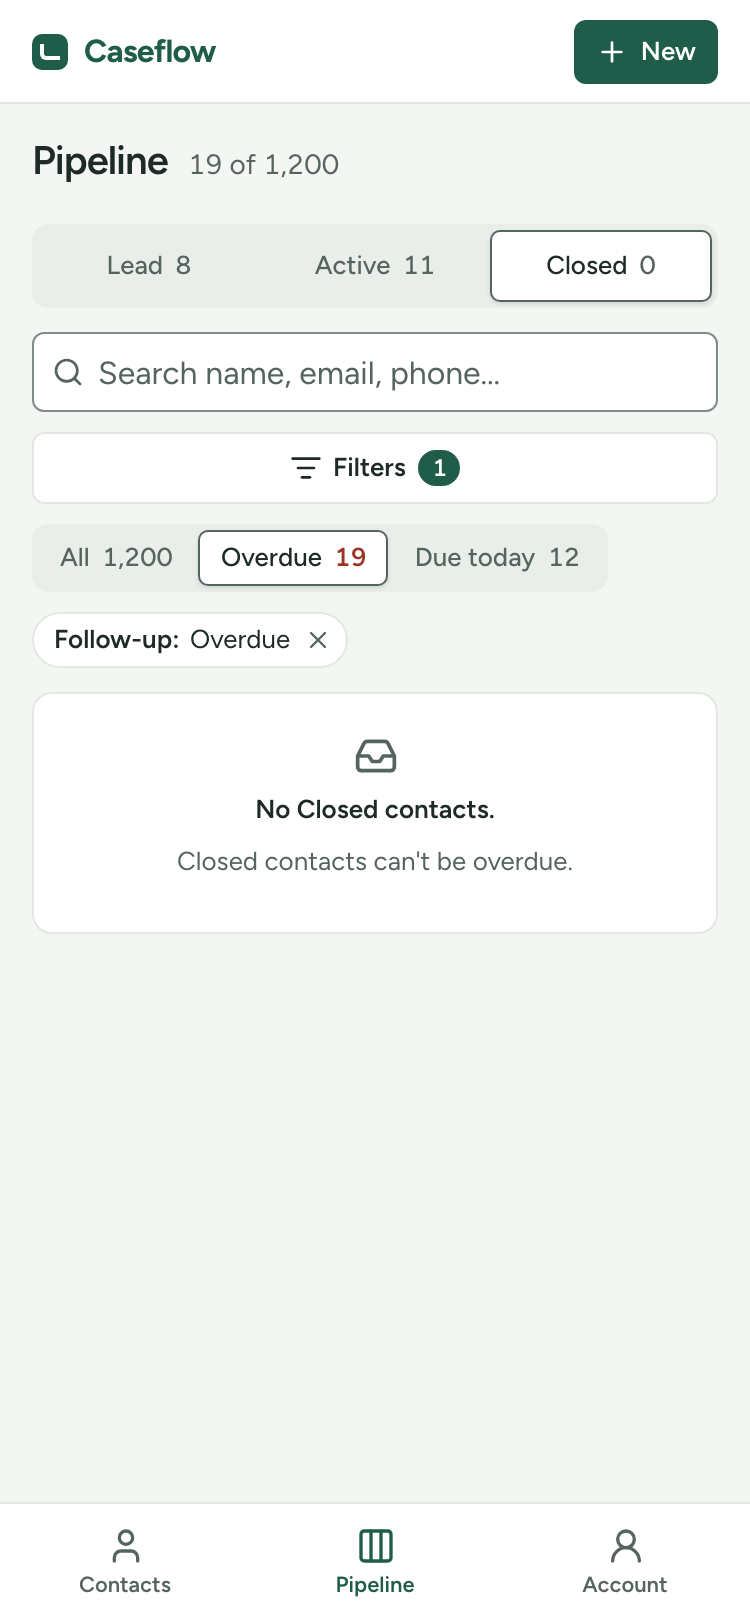 Caseflow
New
Pipeline 19 of 1,200
Lead 8 Active 11 Closed 0
Search name, email, phone...
Filters 1
All 1,200 Overdue 19 Due today 12
Follow-up: Overdue
No Closed contacts.
Closed contacts can't be overdue.
Contacts Pipeline Account